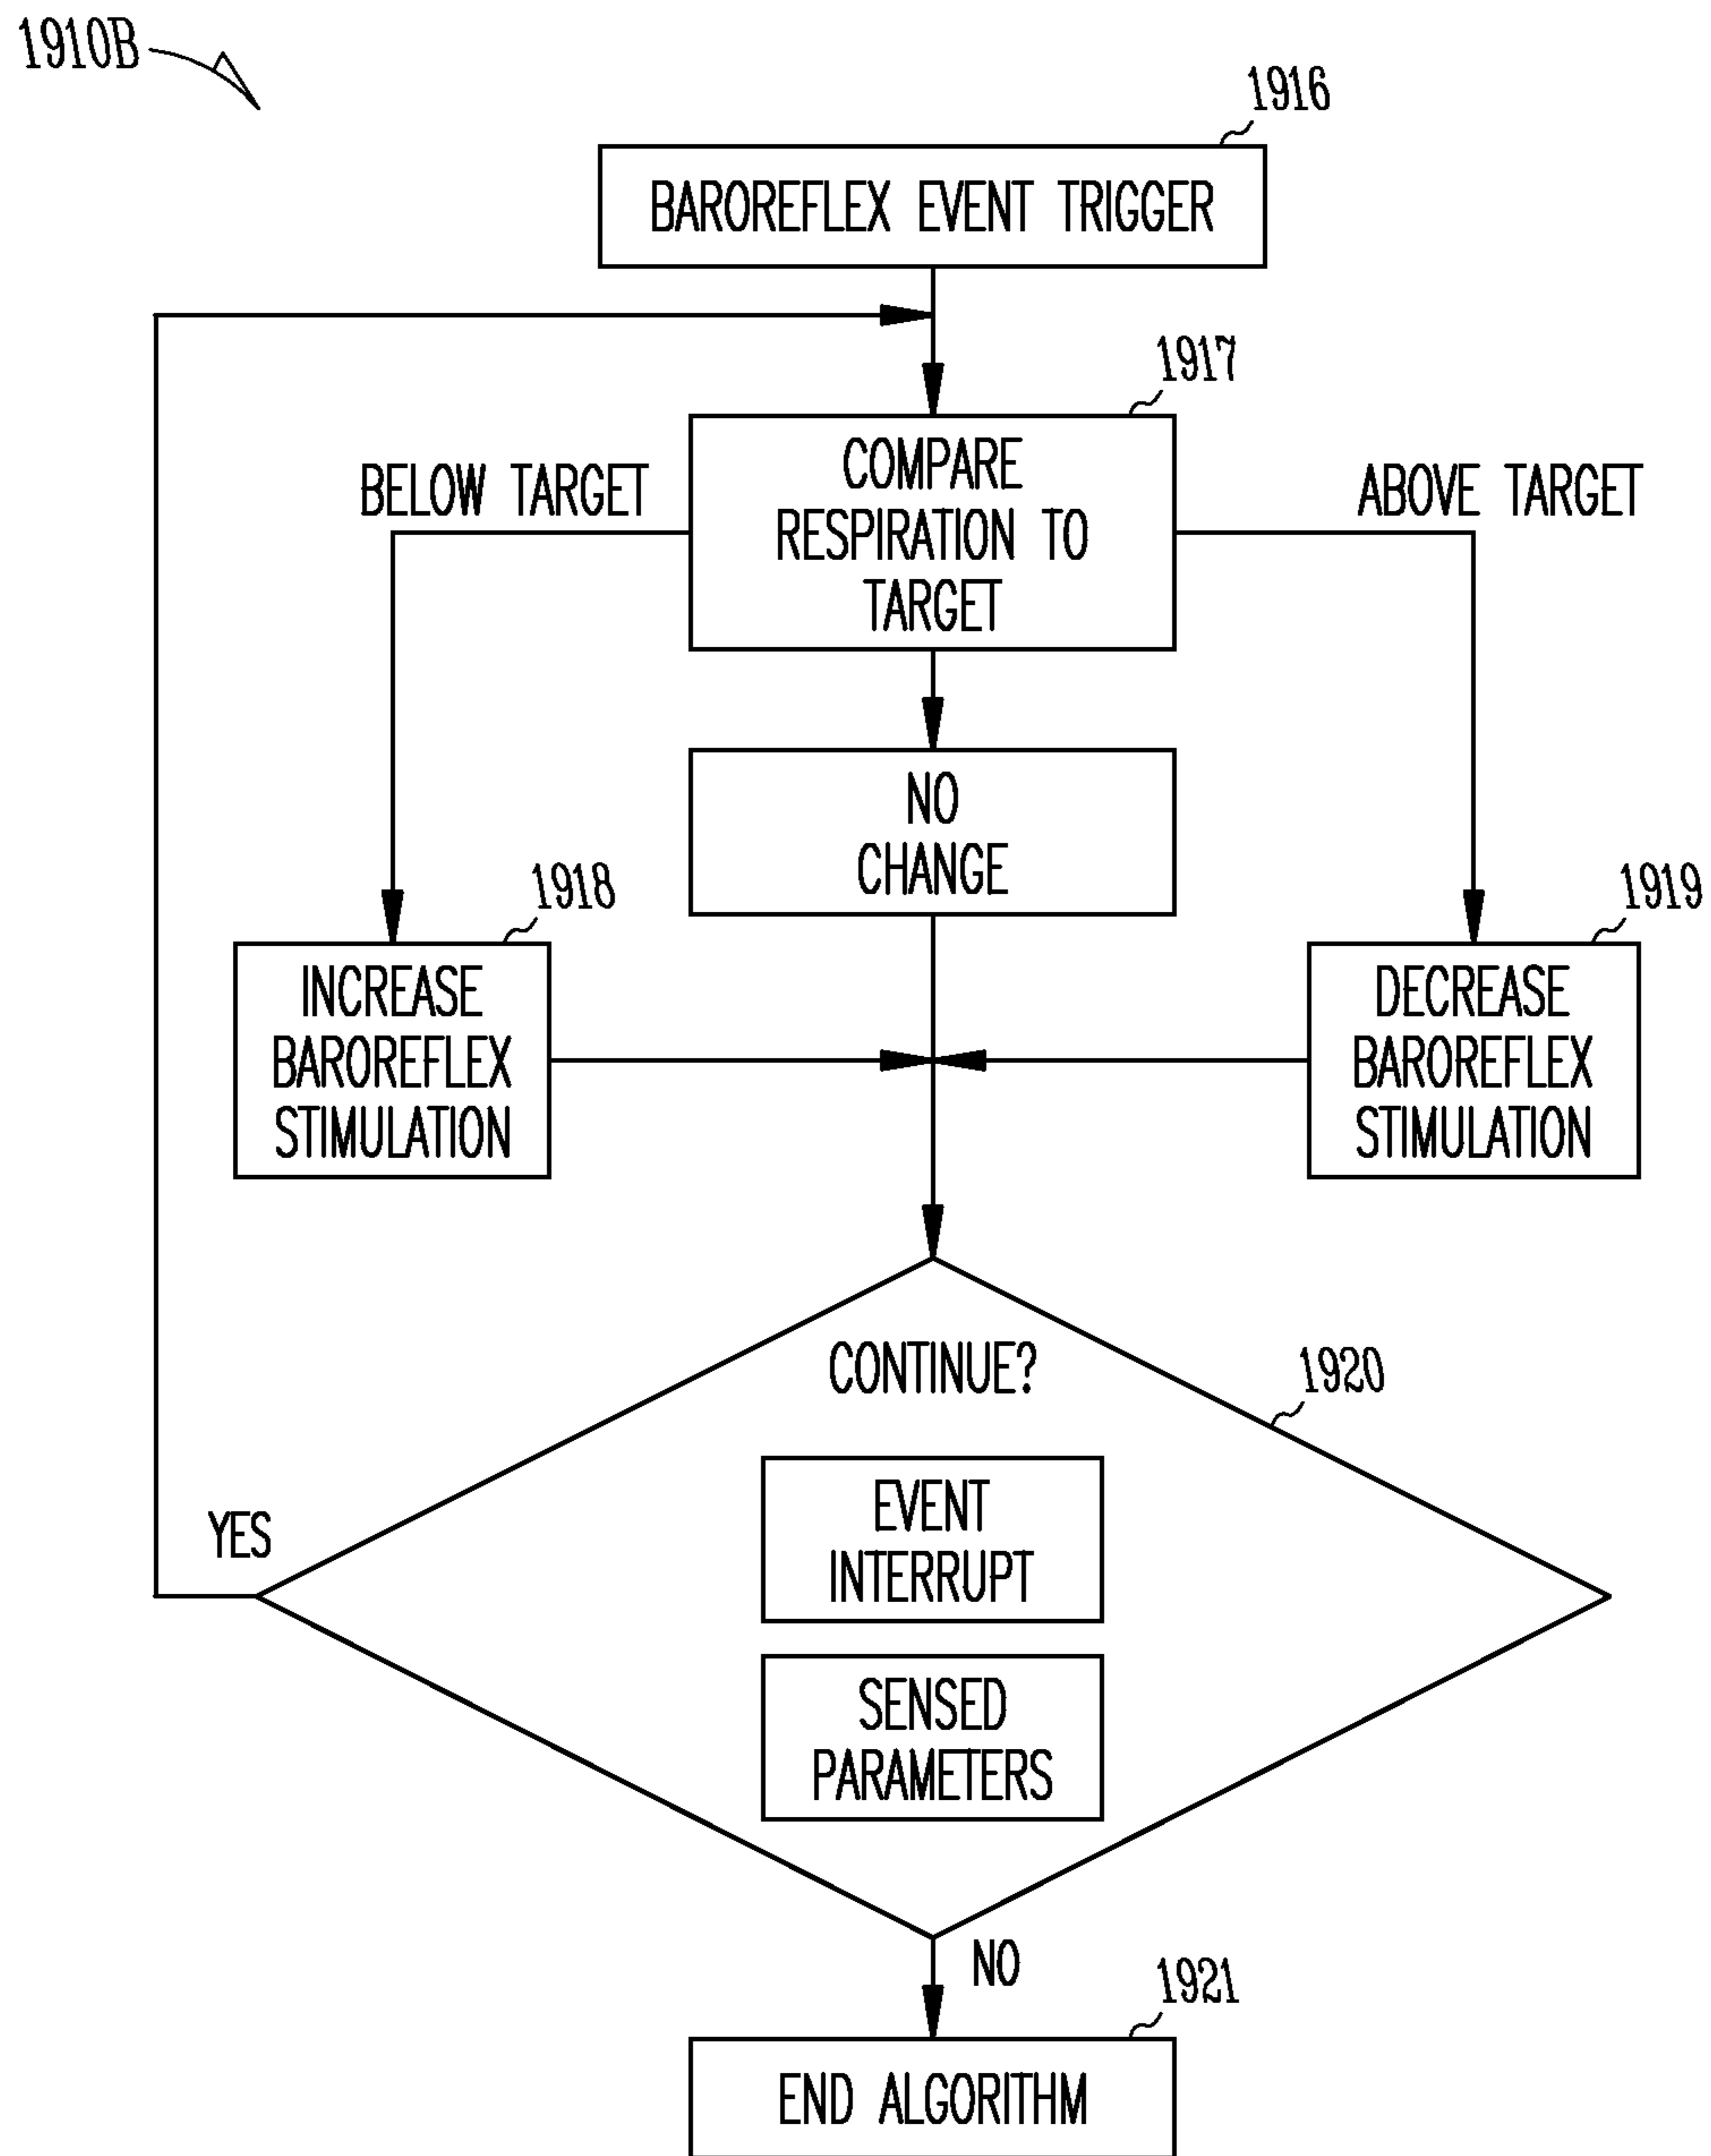 1910B
1916
BAROREFLEX EVENT TRIGGER
1917
COMPARE
RESPIRATION TO
TARGET
BELOW TARGET
ABOVE TARGET
NO
CHANGE
1918
INCREASE
BAROREFLEX
STIMULATION
1919
DECREASE
BAROREFLEX
STIMULATION
CONTINUE?
1920
EVENT
INTERRUPT
SENSED
PARAMETERS
YES
NO
1921
END ALGORITHM